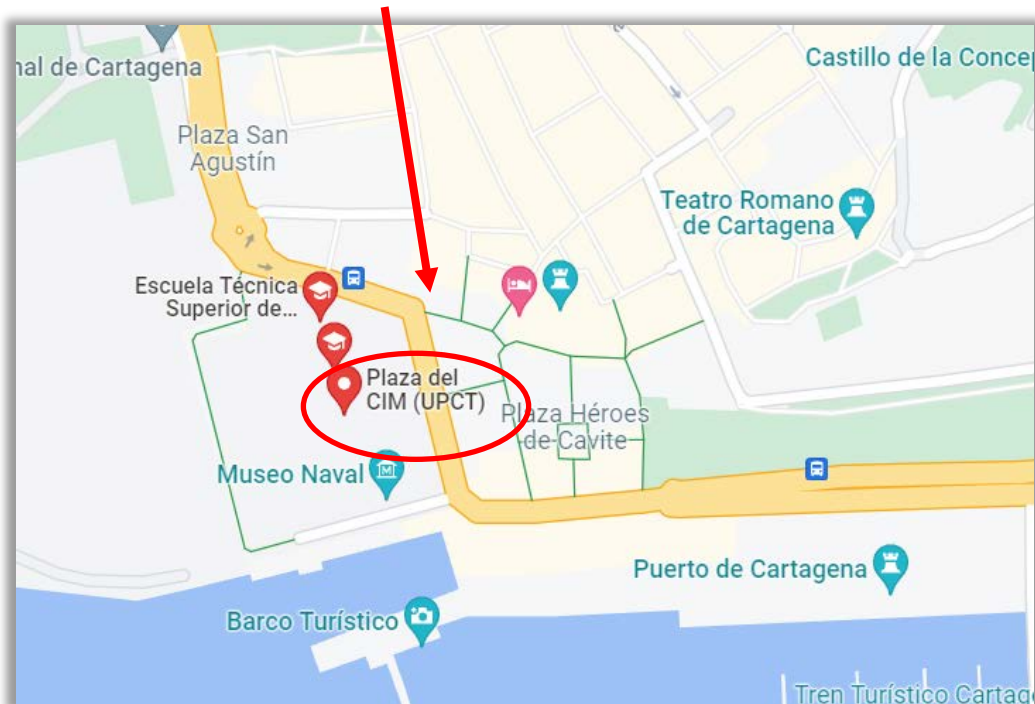 nal de Cartagena
Castillo de la Conce
Plaza San
Agustín
Teatro Romano
de Cartagena
Escuela Técnica
Superior de...
Plaza del
CIM (UPCT)
Plaza Héroes
de Cavite
Museo Naval
M
Puerto de Cartagena
Barco Turístico
Tren Turístico Cartag